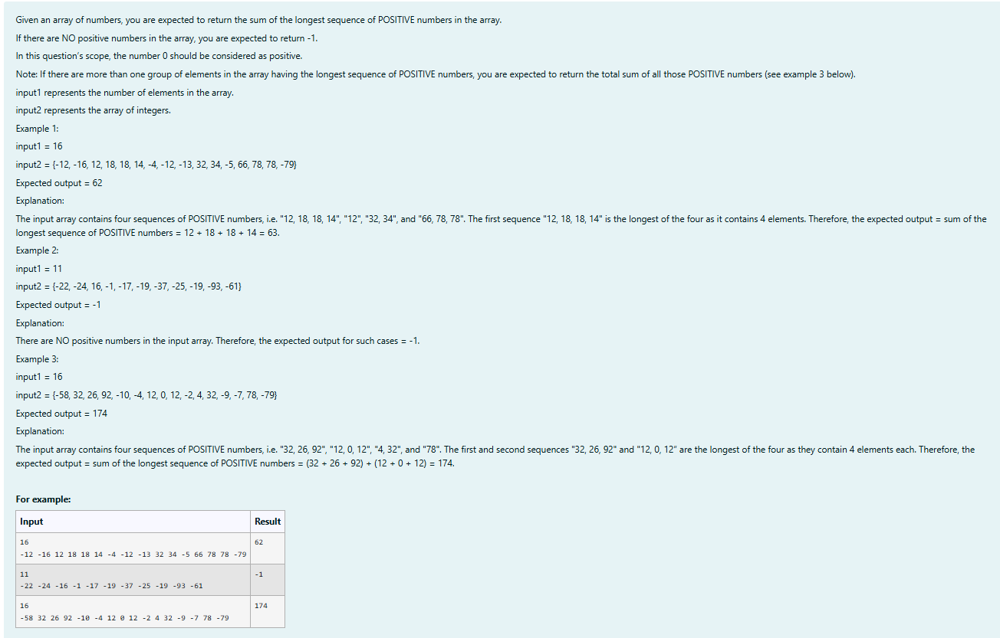 Given an array of numbers, you are expected to return the sum of the longest sequence of POSITIVE numbers in the array.
If there are NO positive numbers in the array, you are expected to return -1.
In this question's scope, the number 0 should be considered as positive.
Note: If there are more than one group of elements in the array having the longest sequence of POSITIVE numbers, you are expected to return the total sum of all those POSITIVE numbers (see example 3 below).
input1 represents the number of elements in the array.
input2 represents the array of integers.
Example 1:
input1 = 16
input2 = {-12, -16, 12, 18, 18, 14, -4, -12, -13, 32, 34, -5, 66, 78, 78, -79}
Expected output = 62
Explanation:
The input array contains four sequences of POSITIVE numbers, i.e. "12, 18, 18, 14", "12", "32, 34", and "66, 78, 78". The first sequence "12, 18, 18, 14" is the longest of the four as it contains 4 elements. Therefore, the expected output = sum of the
longest sequence of POSITIVE numbers = 12 + 18 + 18 + 14 = 63.
Example 2:
input1 = 11
input2 = {-22, -24, 16, -1, -17, -19, -37, -25, -19, -93, -61}
Expected output = -1
Explanation:
There are NO positive numbers in the input array. Therefore, the expected output for such cases = -1.
Example 3:
input1 = 16
input2 = {-58, 32, 26, 92, -10, -4, 12, 0, 12, -2, 4, 32, -9, -7, 78, -79}
Expected output = 174
Explanation:
The input array contains four sequences of POSITIVE numbers, i.e. "32, 26, 92", "12, 0, 12", "4, 32", and "78". The first and second sequences "32, 26, 92" and "12, 0, 12" are the longest of the four as they contain 4 elements each. Therefore, the
expected output = sum of the longest sequence of POSITIVE numbers = (32 + 26 + 92) + (12 + 0 + 12) = 174.
For example:
Input Result
16 62
-12 -16 12 18 18 14 -4 -12 -13 32 34 -5 66 78 78 -79
11 -1
-22 -24 -16 -1 -17 -19 -37 -25 -19 -93 -61
16 174
-58 32 26 92 -10 -4 12 0 12 -2 4 32 -9 -7 78 -79